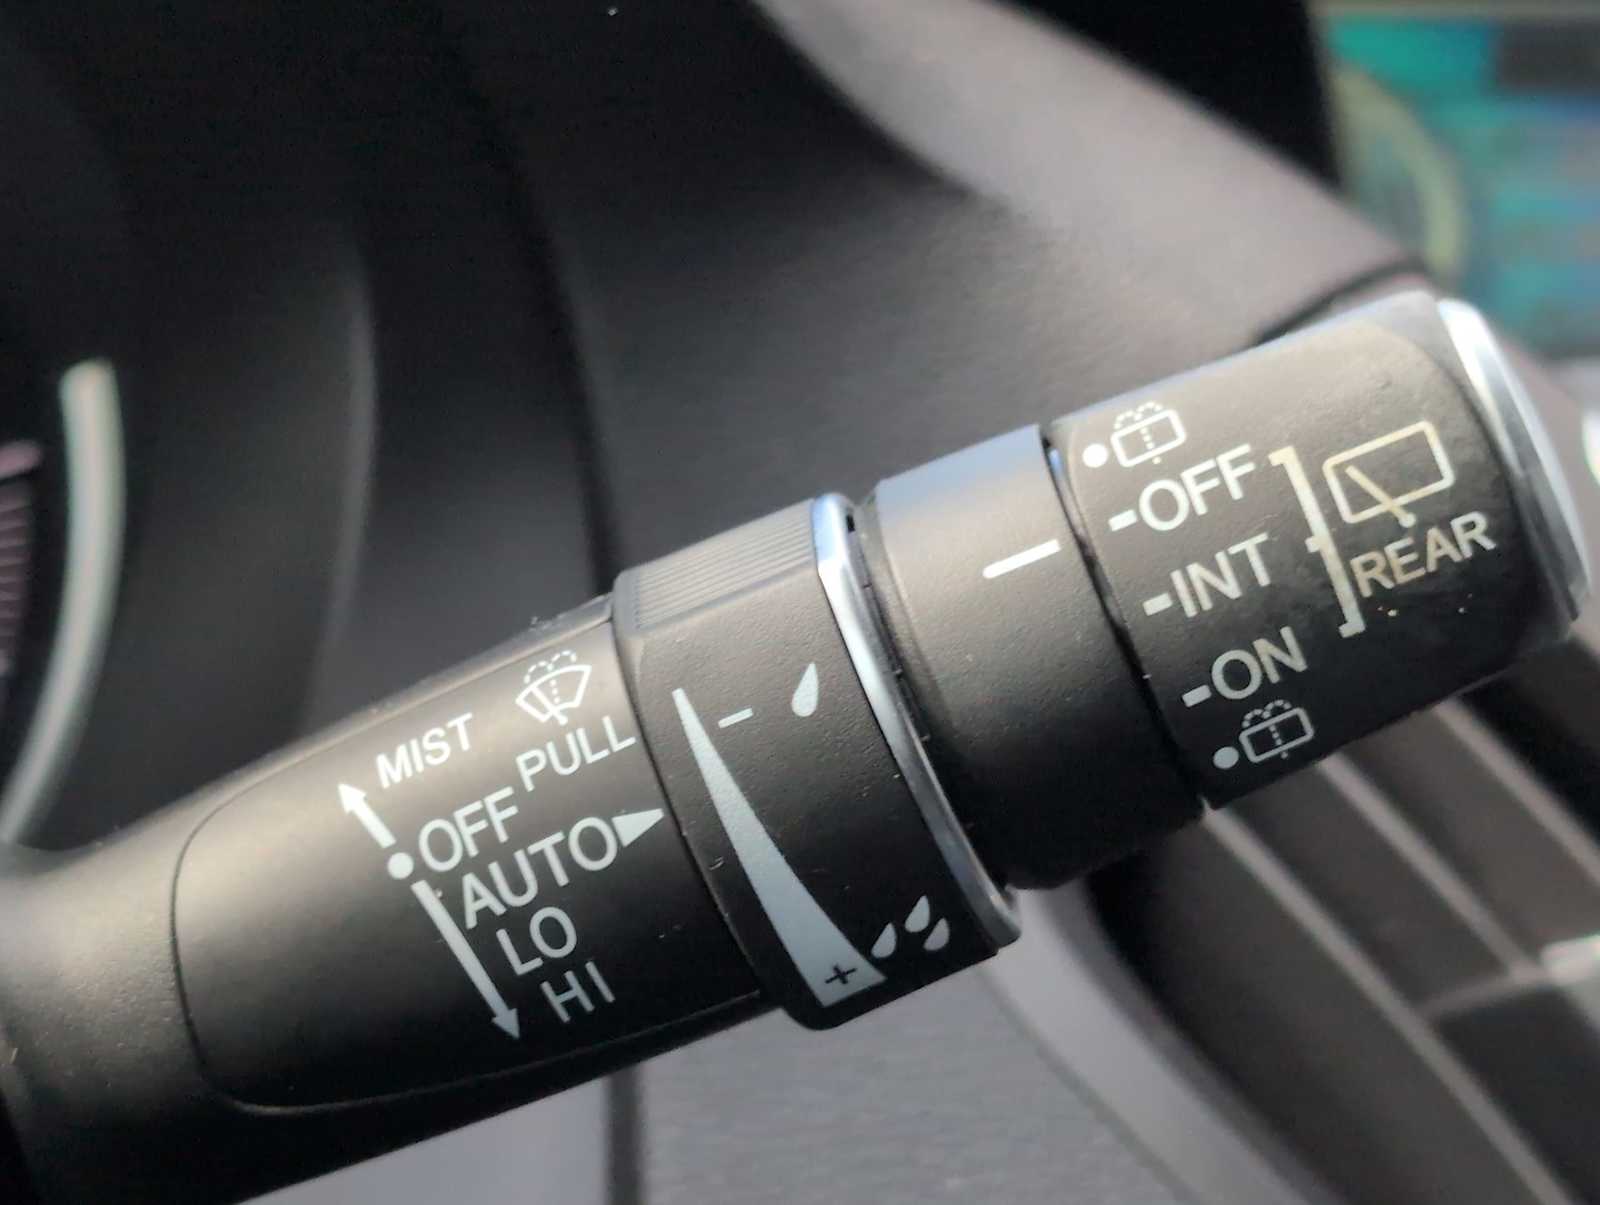 MIST
PULL
OFF
AUTO
LO
HI
-
+
-OFF
-INT
-ON
REAR